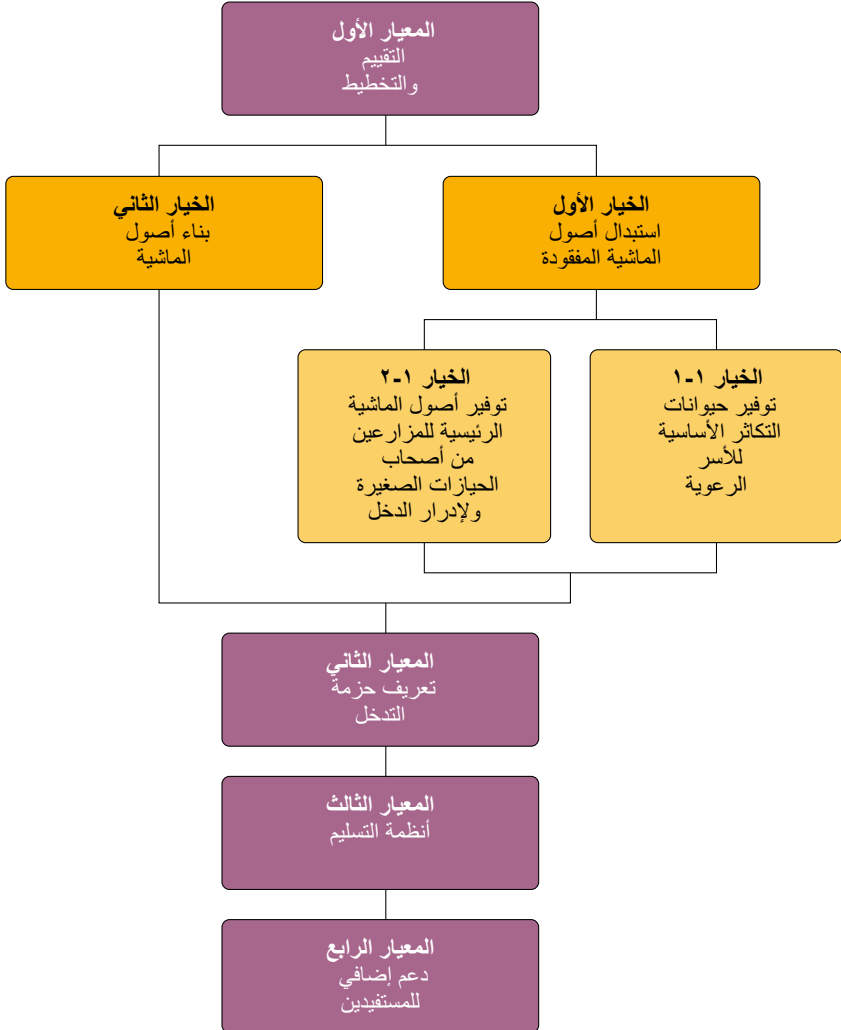 المعيار الأول
التقييم
والتخطيط
الخيار الأول
استبدال أصول
الماشية المفقودة
الخيار الثاني
بناء أصول
الماشية
الخيار ١-١
توفير حيوانات
التكاثر الأساسية
للأسر
الرعوية
الخيار ١-٢
توفير أصول الماشية
الرئيسية للمزارعين
من أصحاب
الحيازات الصغيرة
ولإدرار الدخل
المعيار الثاني
تعريف حزمة
التدخل
المعيار الثالث
أنظمة التسليم
المعيار الرابع
دعم إضافي
للمستفيدين